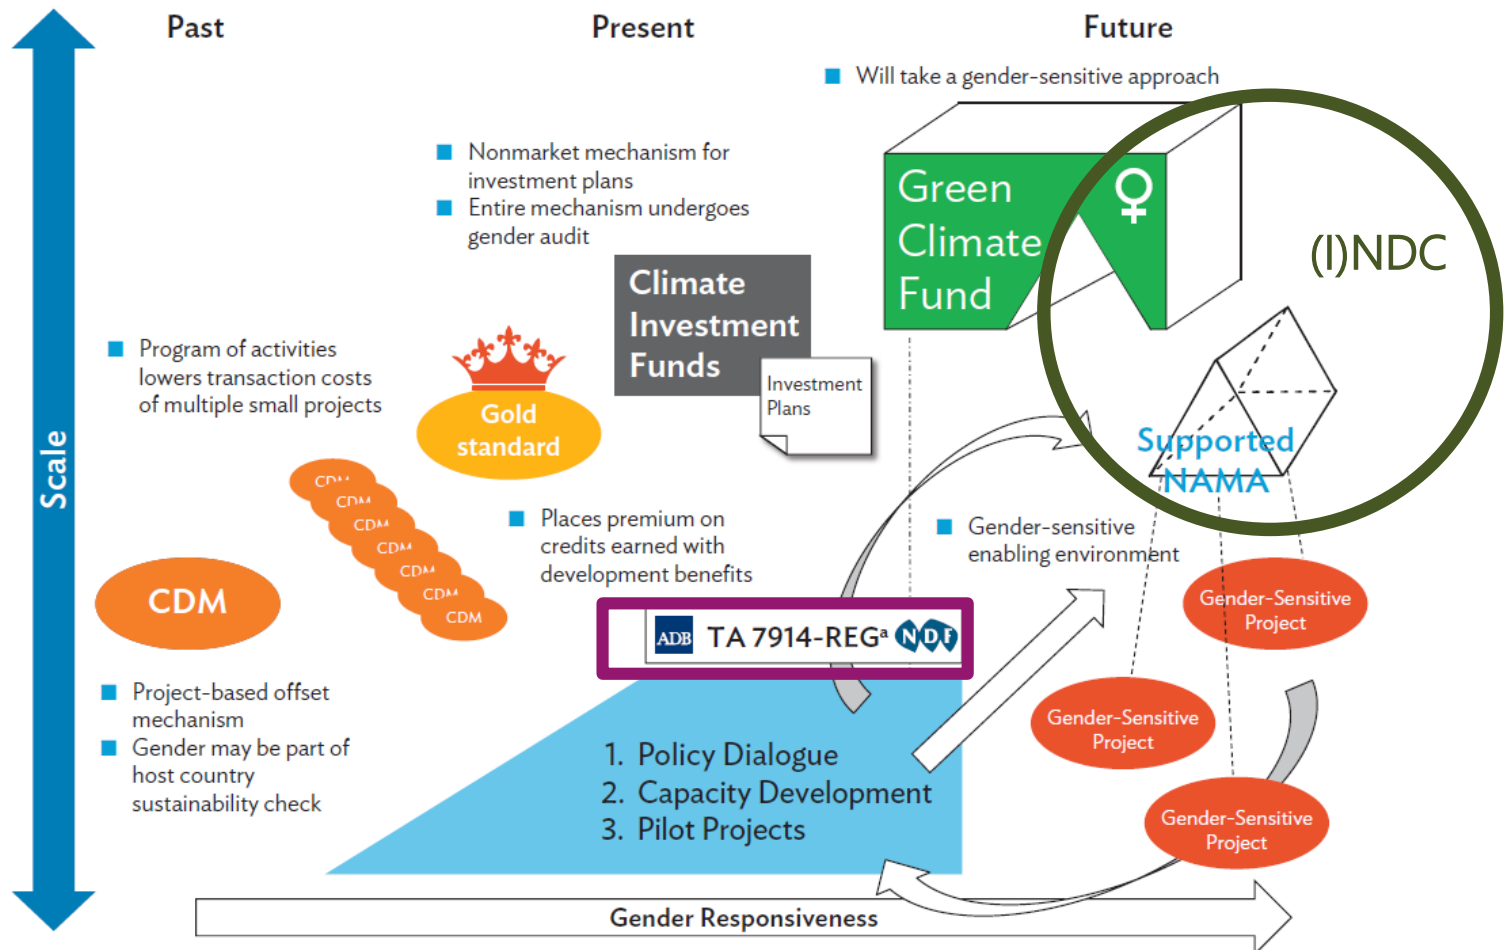 Past
Present
Future
Scale
Will take a gender-sensitive approach
Nonmarket mechanism for
investment plans
Entire mechanism undergoes
gender audit
Green
Climate
Fund
(I)NDC
Climate
Investment
Funds
Investment
Plans
Program of activities
lowers transaction costs
of multiple small projects
Gold
standard
Supported
NAMA
CDM
CDM
CDM
CDM
CDM
CDM
CDM
Places premium on
credits earned with
development benefits
Gender-sensitive
enabling environment
CDM
Gender-Sensitive
Project
ADB TA 7914-REGᵃ NDF
Project-based offset
mechanism
Gender may be part of
host country
sustainability check
Gender-Sensitive
Project
1. Policy Dialogue
2. Capacity Development
3. Pilot Projects
Gender-Sensitive
Project
Gender Responsiveness